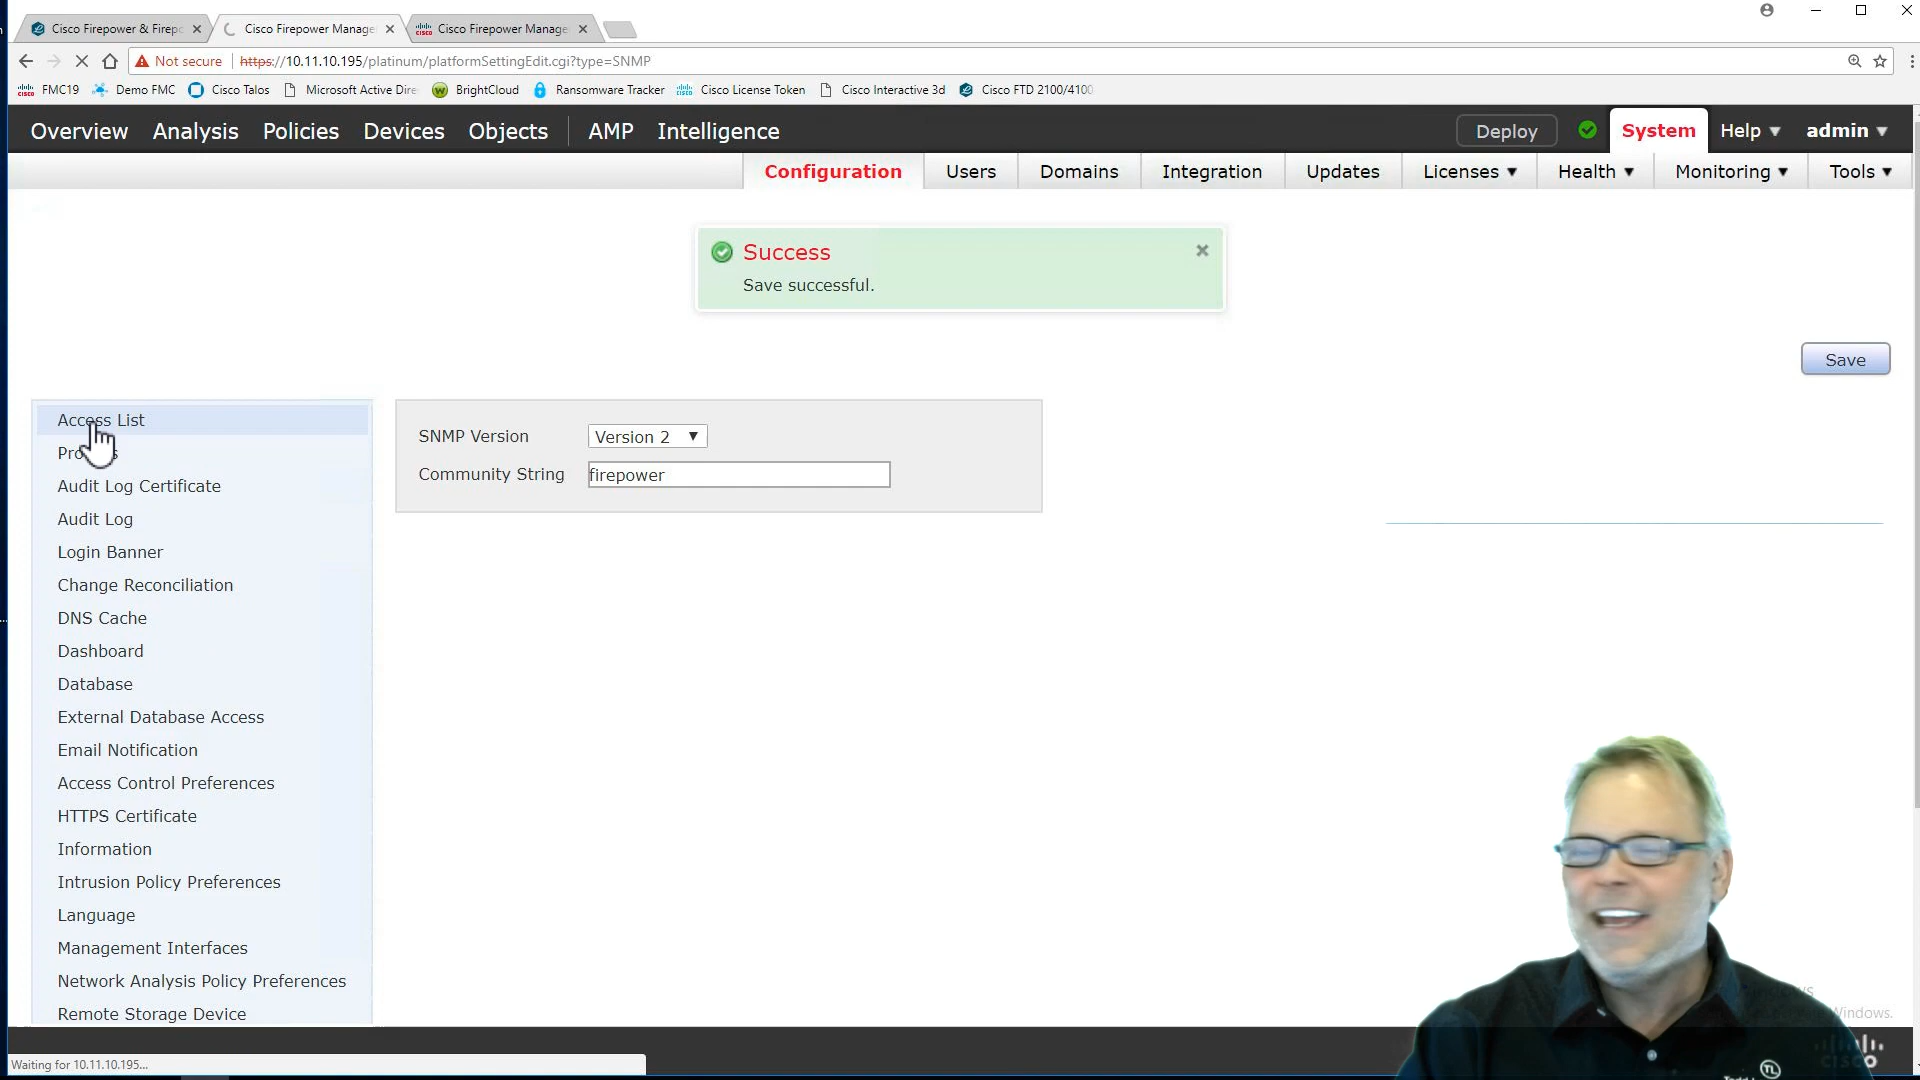 Cisco Firepower & Firep
Cisco Firepower Manage
Cisco Firepower Manage
Not secure
https://10.11.10.195/platinum/platformSettingEdit.cgi?type=SNMP
FMC19
Demo FMC
Cisco Talos
Microsoft Active Dire
BrightCloud
Ransomware Tracker
Cisco License Token
Cisco Interactive 3d
Cisco FTD 2100/4100
Overview
Analysis
Policies
Devices
Objects
AMP
Intelligence
Deploy
System
Help
admin
Configuration
Users
Domains
Integration
Updates
Licenses
Health
Monitoring
Tools
Success
Save successful.
Save
Access List
Audit Log Certificate
Audit Log
Login Banner
Change Reconciliation
DNS Cache
Dashboard
Database
External Database Access
Email Notification
Access Control Preferences
HTTPS Certificate
Information
Intrusion Policy Preferences
Language
Management Interfaces
Network Analysis Policy Preferences
Remote Storage Device
SNMP Version
Version 2
Community String
firepower
Windows.
cisco
TL
Waiting for 10.11.10.195...